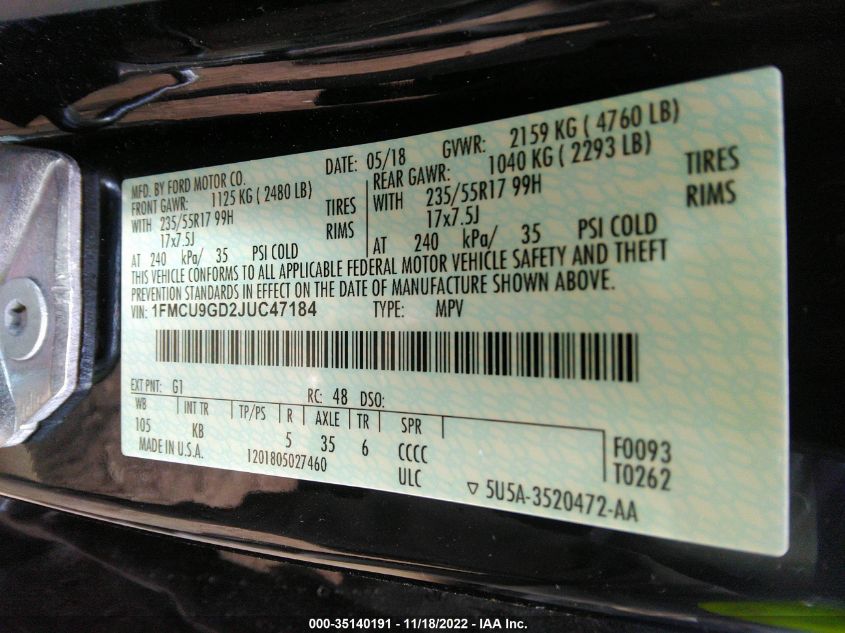 MFD. BY FORD MOTOR CO. DATE: 05/18 GVWR: 2159 KG ( 4760 LB)
FRONT GAWR: 1125 KG ( 2480 LB) REAR GAWR: 1040 KG ( 2293 LB)
WITH 235/55R17 99H TIRES WITH 235/55R17 99H TIRES
17x7.5J RIMS 17x7.5J RIMS
AT 240 kPa/ 35 PSI COLD AT 240 kPa/ 35 PSI COLD
THIS VEHICLE CONFORMS TO ALL APPLICABLE FEDERAL MOTOR VEHICLE SAFETY AND THEFT
PREVENTION STANDARDS IN EFFECT ON THE DATE OF MANUFACTURE SHOWN ABOVE.
VIN: 1FMCU9GD2JUC47184 TYPE: MPV
EXT PNT: G1 RC: 48 DSO:
WB INT TR TP/PS R AXLE TR SPR
105 KB 5 35 6 CCCC F0093
MADE IN U.S.A. 1201805027460 ULC T0262
▽ 5U5A-3520472-AA
000-35140191 - 11/18/2022 - IAA Inc.